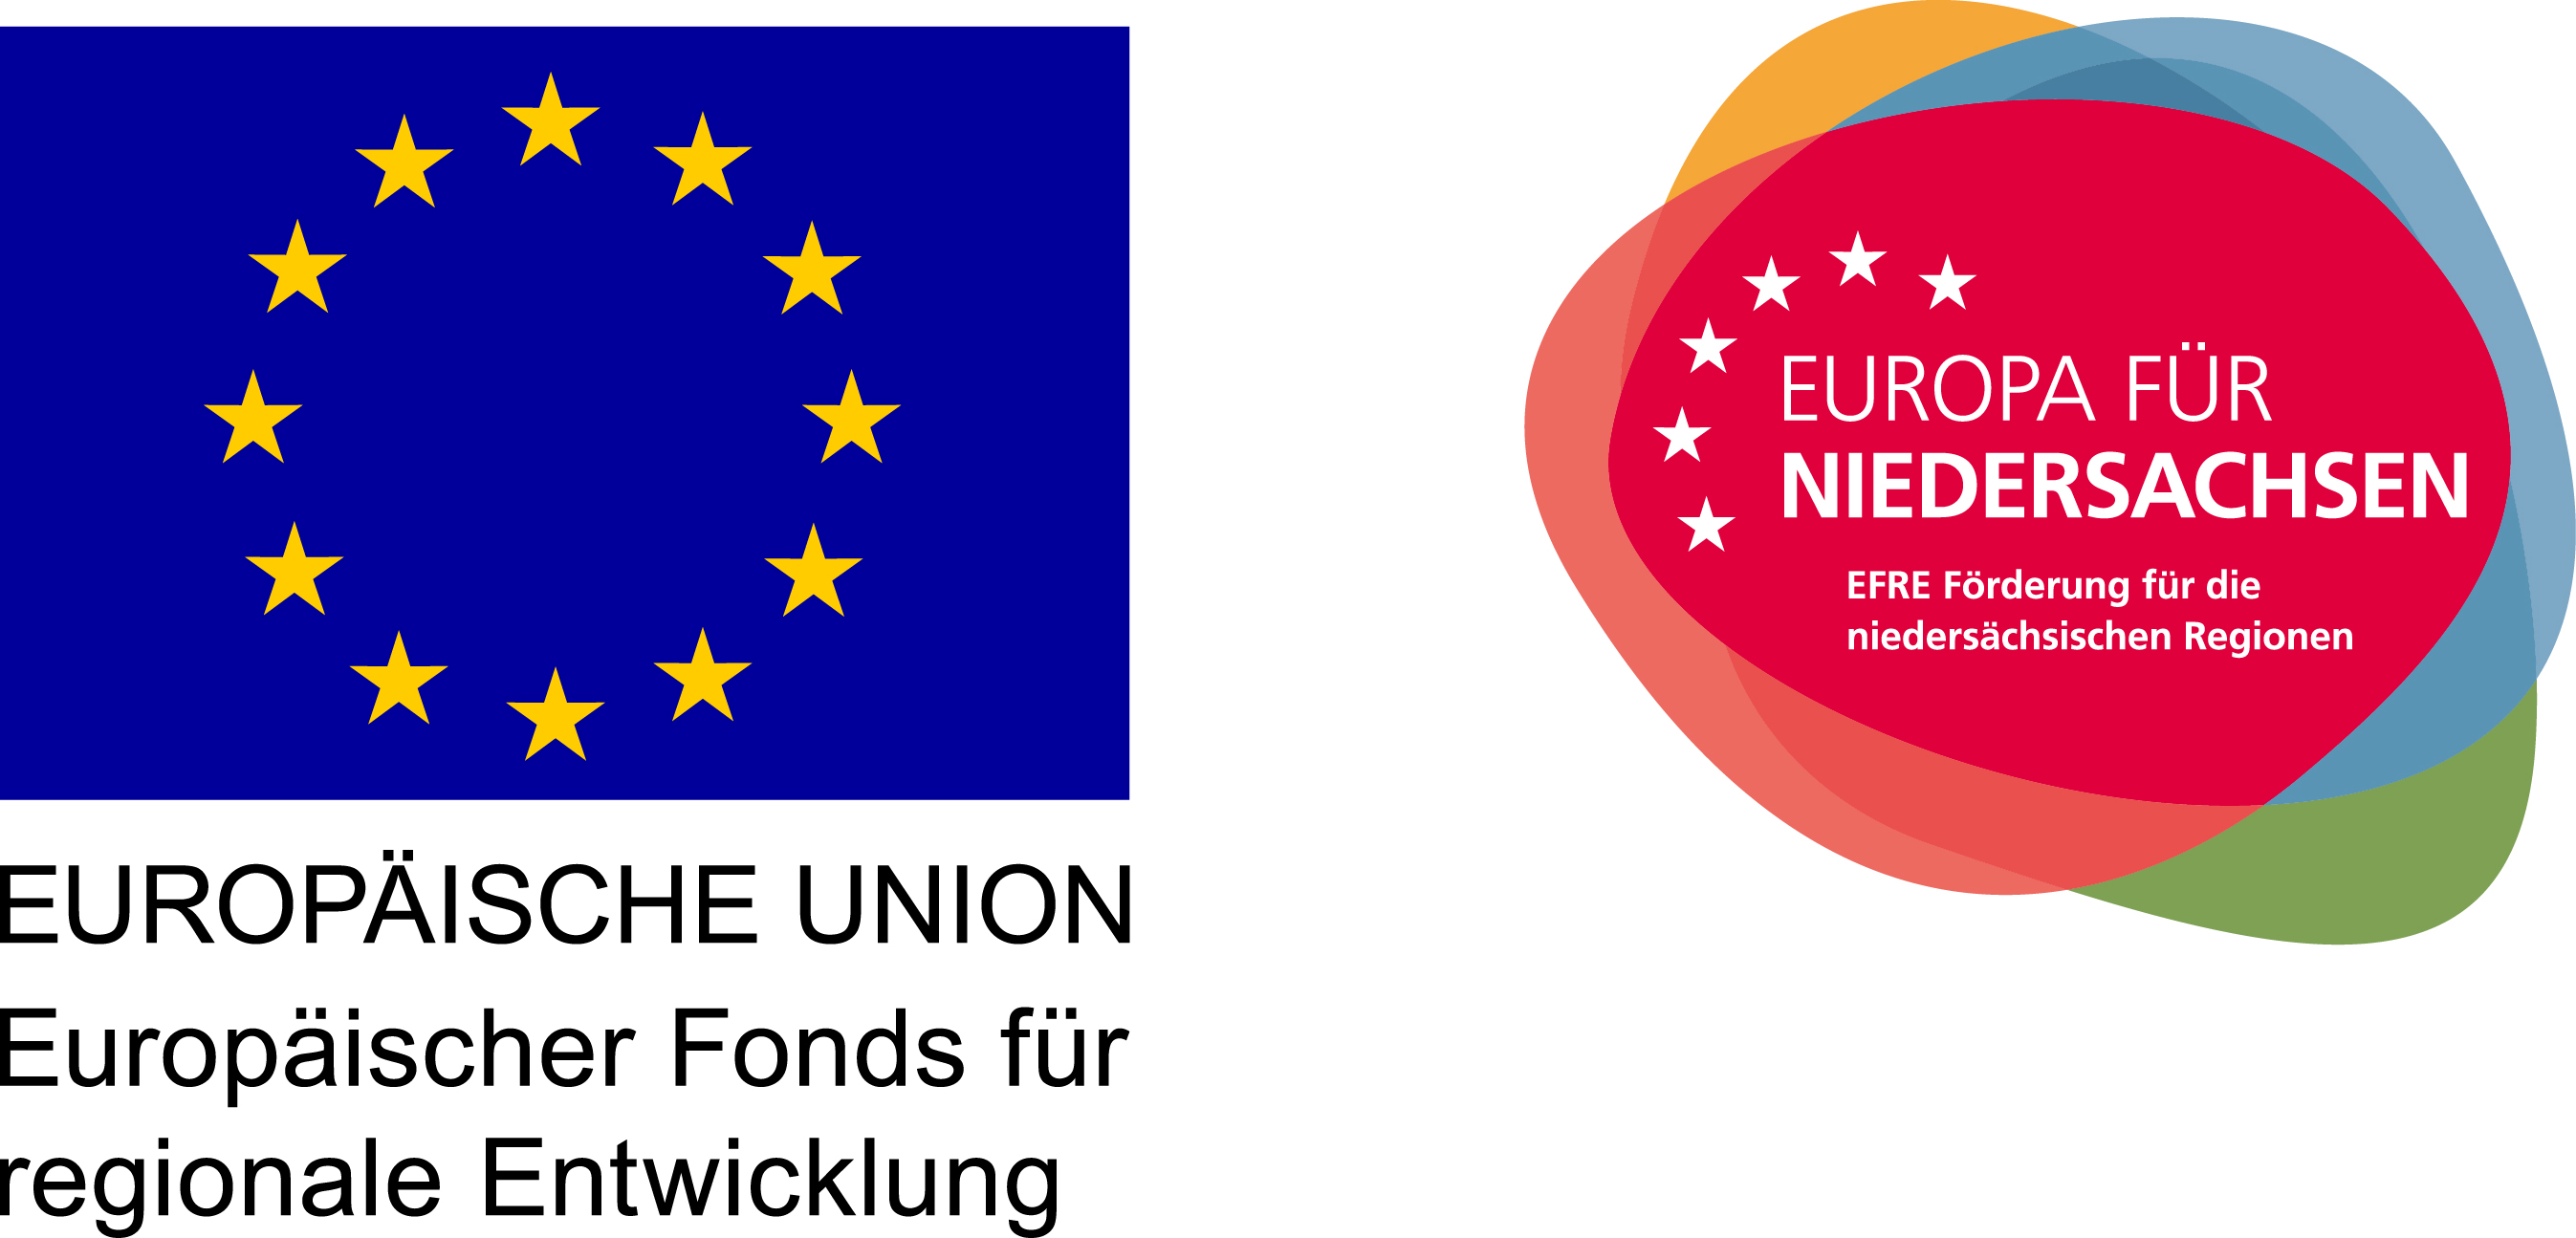 EUROPÄISCHE UNION
Europäischer Fonds für
regionale Entwicklung
EUROPA FÜR
NIEDERSACHSEN
EFRE Förderung für die
niedersächsischen Regionen